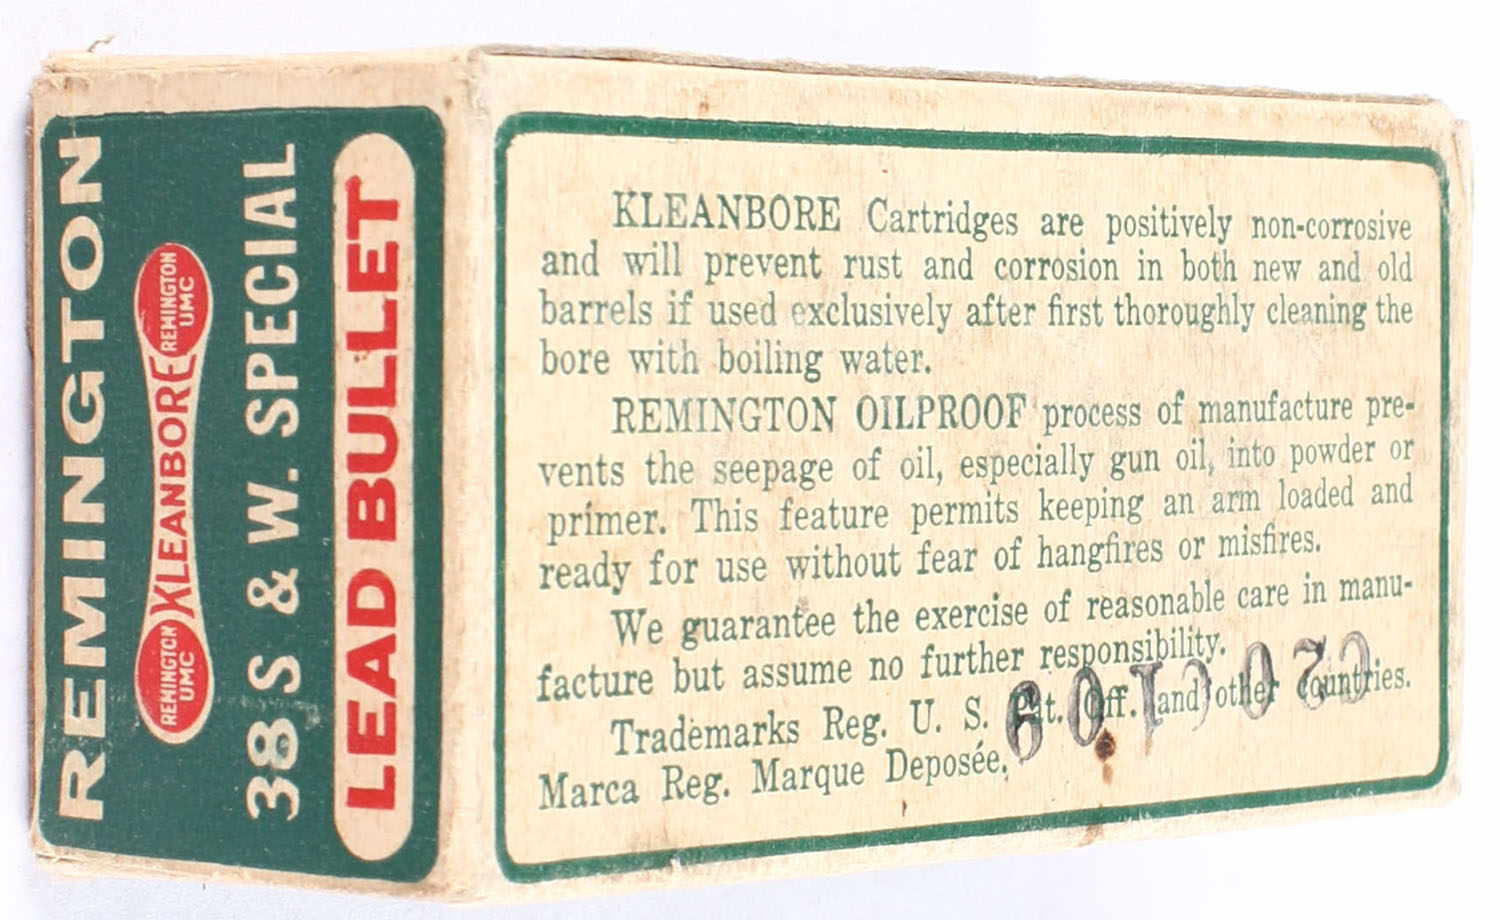 REMINGTON
REMINGTON
UMC
KLEANBORE
REMINGTON
UMC
38 S & W. SPECIAL
LEAD BULLET
KLEANBORE Cartridges are positively non-corrosive
and will prevent rust and corrosion in both new and old
barrels if used exclusively after first thoroughly cleaning the
bore with boiling water.
REMINGTON OILPROOF process of manufacture pre-
vents the seepage of oil, especially gun oil, into powder or
primer. This feature permits keeping an arm loaded and
ready for use without fear of hangfires or misfires.
We guarantee the exercise of reasonable care in manu-
facture but assume no further responsibility.
Trademarks Reg. U. S. Pat. Off. and other countries.
Marca Reg. Marque Deposée.